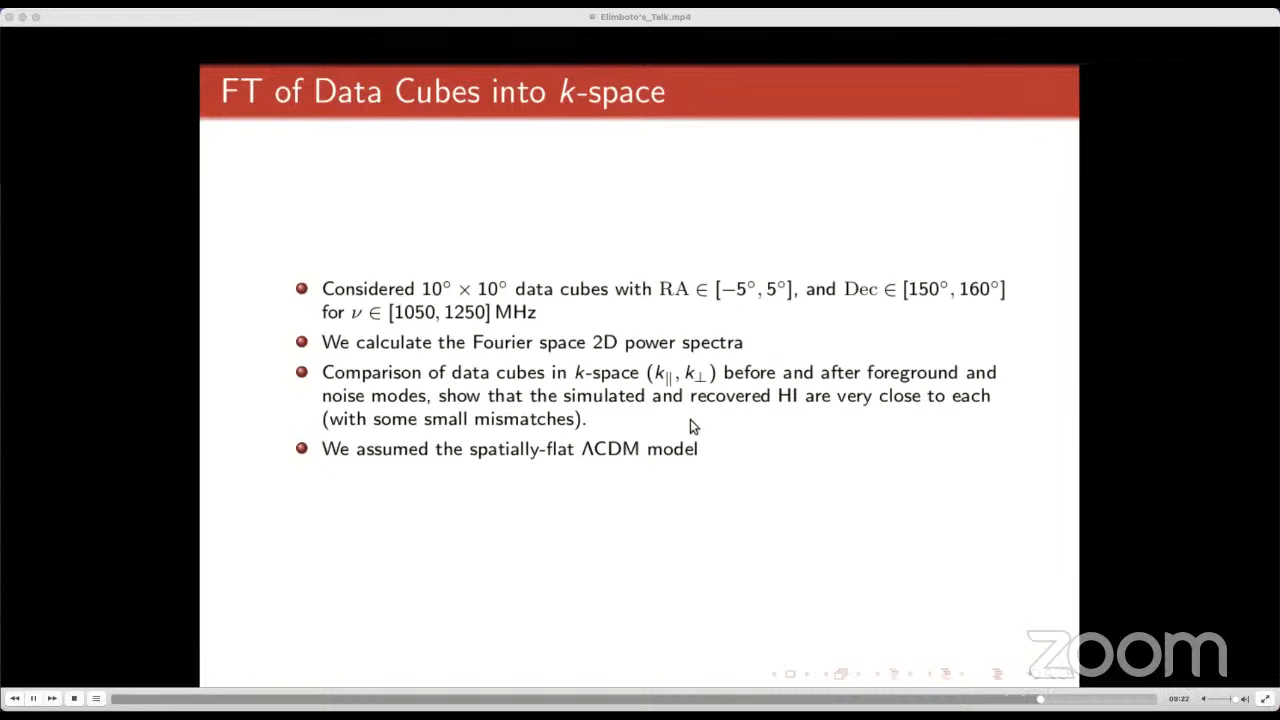 Elimboto's_Talk.mp4
FT of Data Cubes into k-space
Considered 10° × 10° data cubes with RA ∈ [−5°, 5°], and Dec ∈ [150°, 160°]
for ν ∈ [1050, 1250] MHz
We calculate the Fourier space 2D power spectra
Comparison of data cubes in k-space (k∥, k⊥) before and after foreground and
noise modes, show that the simulated and recovered HI are very close to each
(with some small mismatches).
We assumed the spatially-flat ΛCDM model
zoom
09:22